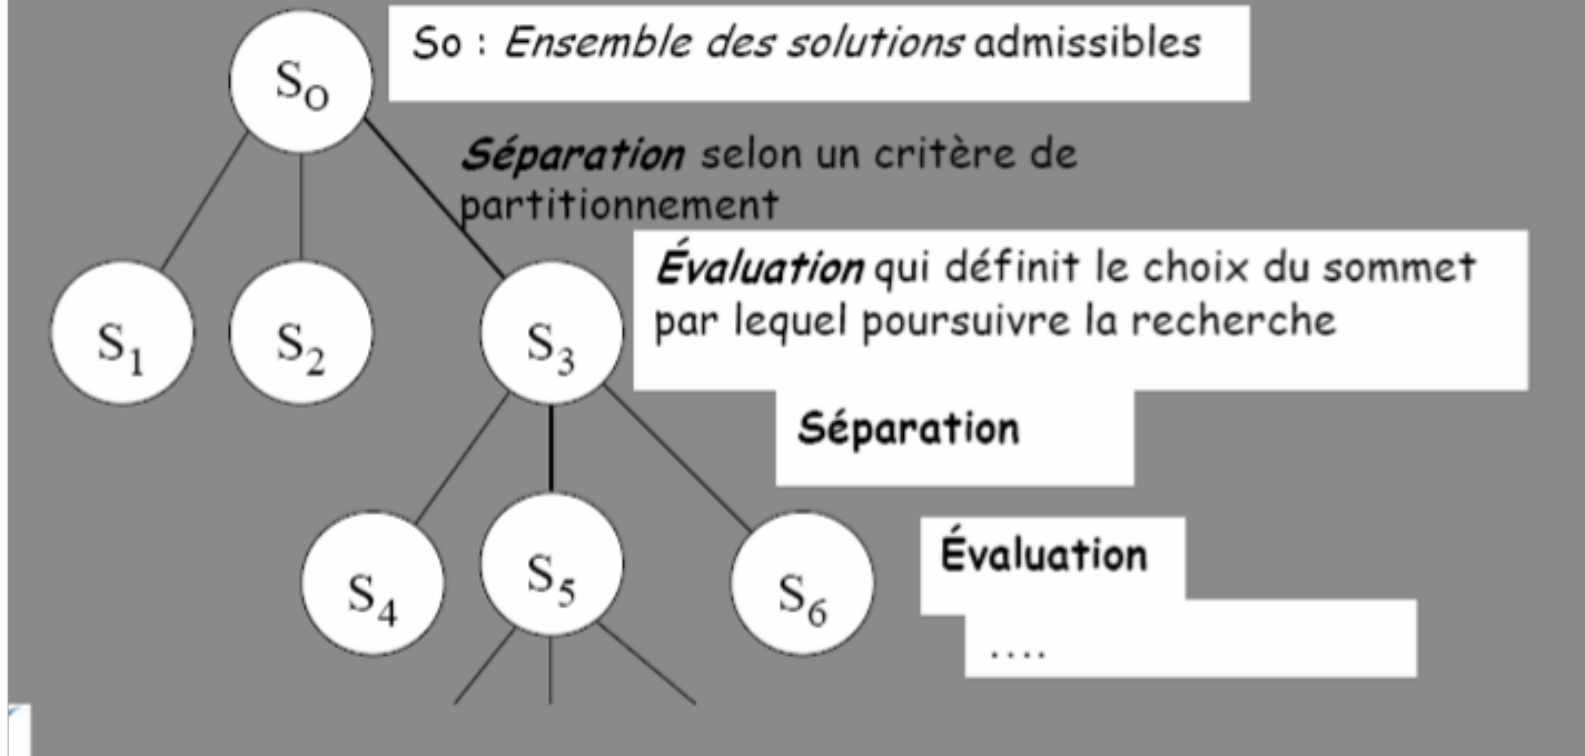 So : Ensemble des solutions admissibles
S₀
Séparation selon un critère de
partitionnement
Évaluation qui définit le choix du sommet
par lequel poursuivre la recherche
S₁ S₂ S₃
Séparation
Évaluation
S₄ S₅ S₆
....